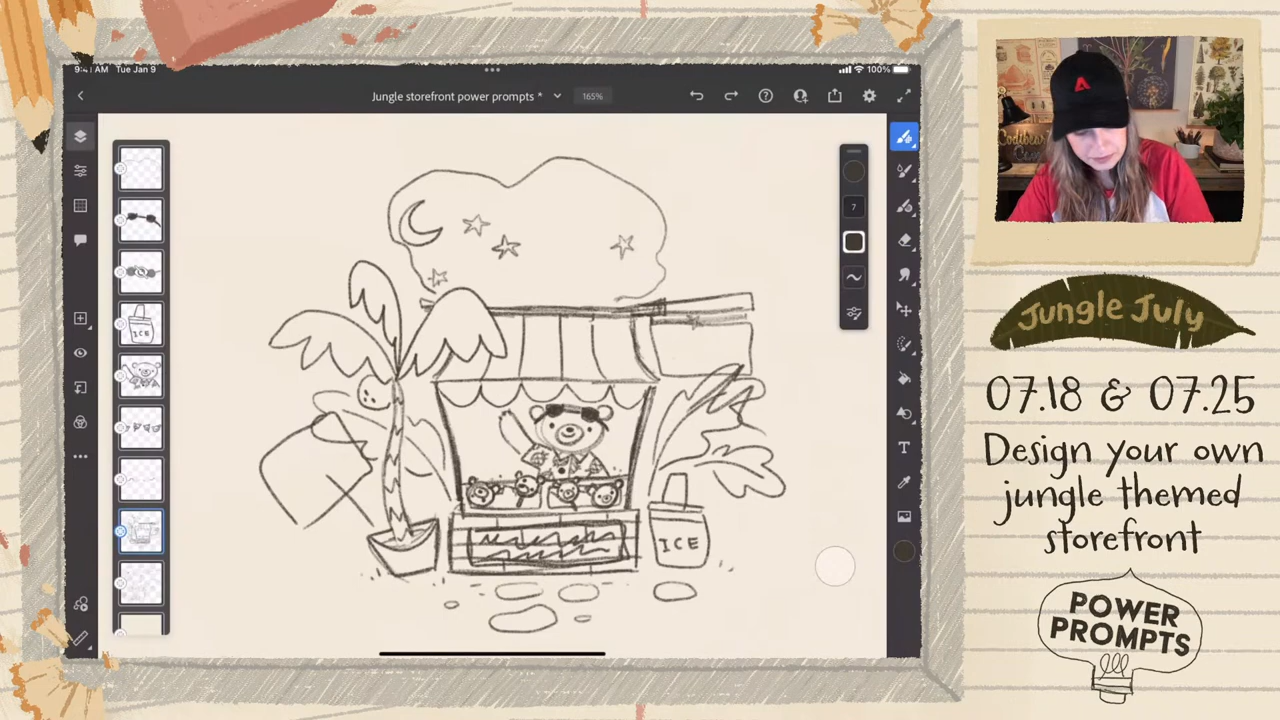 9:41 AM Tue Jan 9
100%
Jungle storefront power prompts *
165%
7
ICE
ICE
T
A
Jungle July
07.18 & 07.25
Design your own
jungle themed
storefront
POWER
PROMPTS